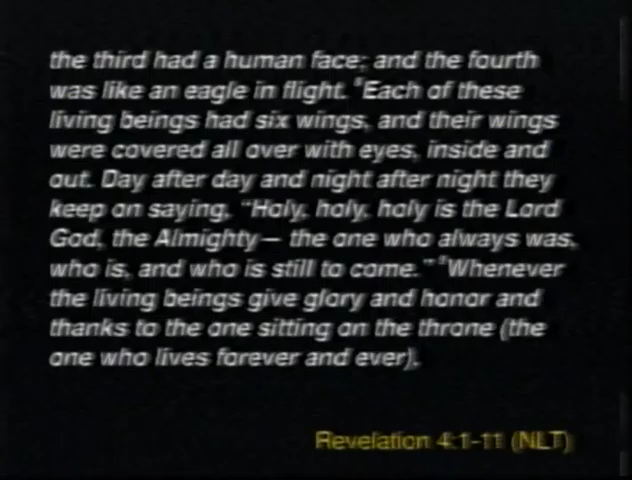 the third had a human face; and the fourth
was like an eagle in flight. ⁸Each of these
living beings had six wings, and their wings
were covered all over with eyes, inside and
out. Day after day and night after night they
keep on saying, "Holy, holy, holy is the Lord
God, the Almighty— the one who always was,
who is, and who is still to come." ⁹Whenever
the living beings give glory and honor and
thanks to the one sitting on the throne (the
one who lives forever and ever),
Revelation 4:1-11 (NLT)